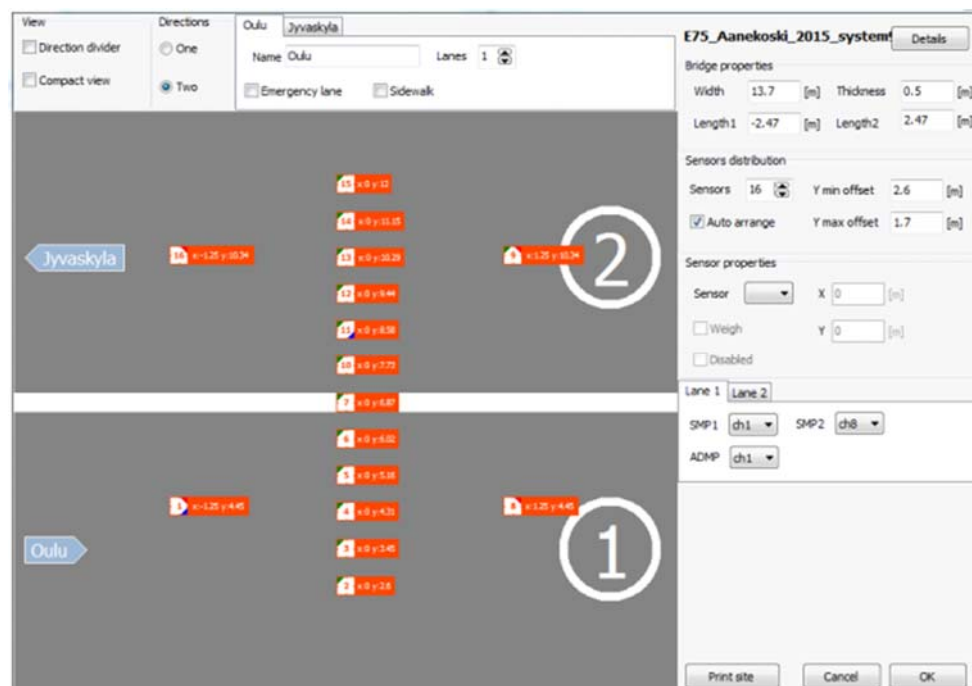 View
Direction divider
Compact view
Directions
One
Two
Oulu Jyvaskyla
Name Oulu Lanes 1
Emergency lane Sidewalk
15 x:0 y:12
14 x:0 y:11.15
16 x:-1.25 y:10.34
13 x:0 y:10.29
9 x:1.25 y:10.34
2
Jyvaskyla
12 x:0 y:9.44
11 x:0 y:8.58
10 x:0 y:7.72
7 x:0 y:6.87
6 x:0 y:6.02
5 x:0 y:5.16
1 x:-1.25 y:4.45
4 x:0 y:4.31
8 x:1.25 y:4.45
1
Oulu
3 x:0 y:3.45
2 x:0 y:2.6
E75_Aanekoski_2015_system Details
Bridge properties
Width 13.7 [m] Thickness 0.5 [m]
Length1 -2.47 [m] Length2 2.47 [m]
Sensors distribution
Sensors 16 Y min offset 2.6 [m]
Auto arrange Y max offset 1.7 [m]
Sensor properties
Sensor X 0 [m]
Weigh Y 0 [m]
Disabled
Lane 1 Lane 2
SMP1 ch1 SMP2 ch8
ADMP ch1
Print site Cancel OK